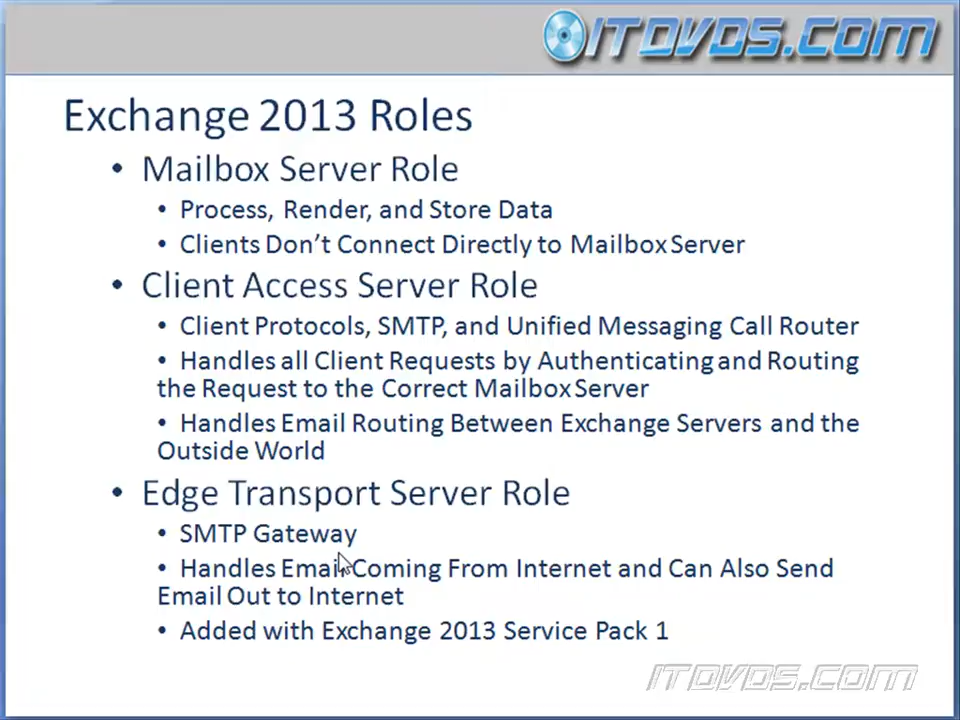 ITDVDS.COM
Exchange 2013 Roles
• Mailbox Server Role
• Process, Render, and Store Data
• Clients Don't Connect Directly to Mailbox Server
• Client Access Server Role
• Client Protocols, SMTP, and Unified Messaging Call Router
• Handles all Client Requests by Authenticating and Routing
the Request to the Correct Mailbox Server
• Handles Email Routing Between Exchange Servers and the
Outside World
• Edge Transport Server Role
• SMTP Gateway
• Handles Email Coming From Internet and Can Also Send
Email Out to Internet
• Added with Exchange 2013 Service Pack 1
ITDVDS.COM